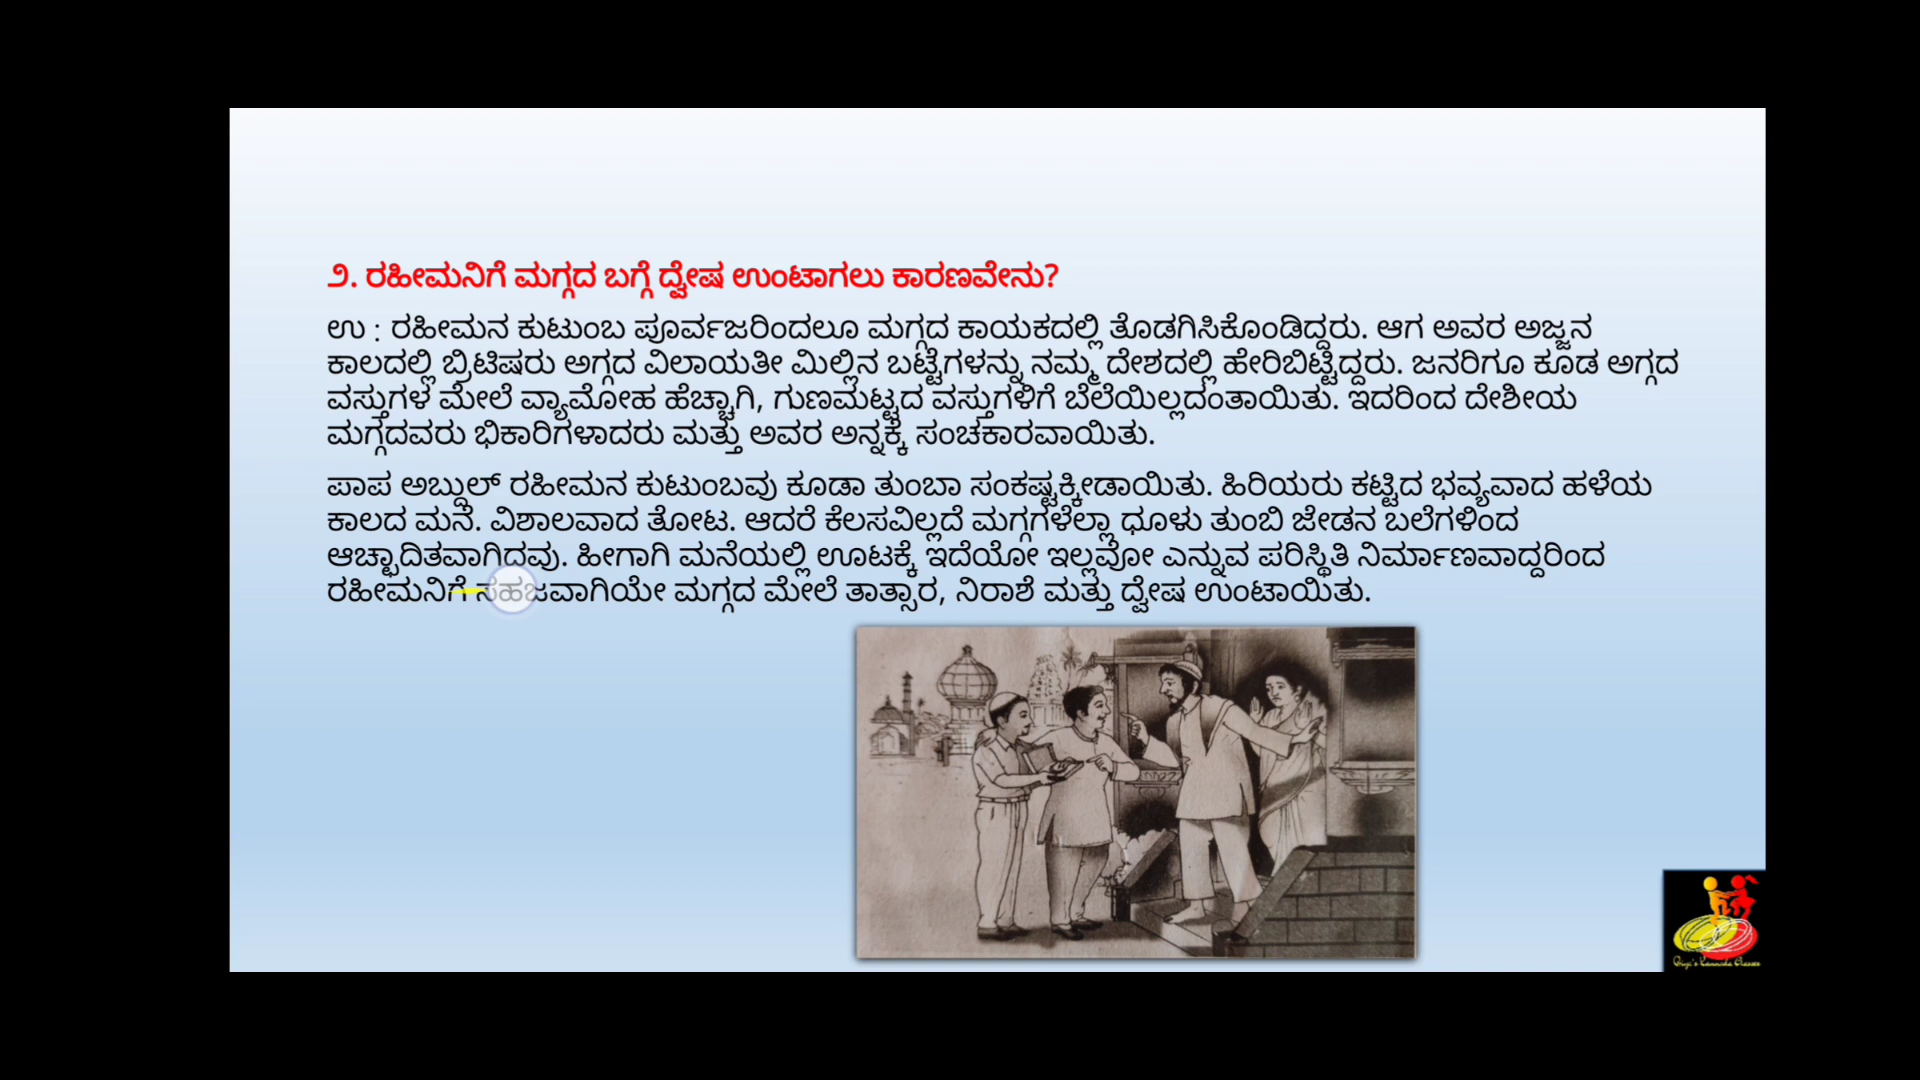 ೨. ರಹೀಮನಿಗೆ ಮಗ್ಗದ ಬಗ್ಗೆ ದ್ವೇಷ ಉಂಟಾಗಲು ಕಾರಣವೇನು?
ಉ : ರಹೀಮನ ಕುಟುಂಬ ಪೂರ್ವಜರಿಂದಲೂ ಮಗ್ಗದ ಕಾಯಕದಲ್ಲಿ ತೊಡಗಿಸಿಕೊಂಡಿದ್ದರು. ಆಗ ಅವರ ಅಜ್ಜನ
ಕಾಲದಲ್ಲಿ ಬ್ರಿಟಿಷರು ಅಗ್ಗದ ವಿಲಾಯತೀ ಮಿಲ್ಲಿನ ಬಟ್ಟೆಗಳನ್ನು ನಮ್ಮ ದೇಶದಲ್ಲಿ ಹೇರಿಬಿಟ್ಟಿದ್ದರು. ಜನರಿಗೂ ಕೂಡ ಅಗ್ಗದ
ವಸ್ತುಗಳ ಮೇಲೆ ವ್ಯಾಮೋಹ ಹೆಚ್ಚಾಗಿ, ಗುಣಮಟ್ಟದ ವಸ್ತುಗಳಿಗೆ ಬೆಲೆಯಿಲ್ಲದಂತಾಯಿತು. ಇದರಿಂದ ದೇಶೀಯ
ಮಗ್ಗದವರು ಭಿಕಾರಿಗಳಾದರು ಮತ್ತು ಅವರ ಅನ್ನಕ್ಕೆ ಸಂಚಕಾರವಾಯಿತು.
ಪಾಪ ಅಬ್ದುಲ್ ರಹೀಮನ ಕುಟುಂಬವು ಕೂಡಾ ತುಂಬಾ ಸಂಕಷ್ಟಕ್ಕೀಡಾಯಿತು. ಹಿರಿಯರು ಕಟ್ಟಿದ ಭವ್ಯವಾದ ಹಳೆಯ
ಕಾಲದ ಮನೆ. ವಿಶಾಲವಾದ ತೋಟ. ಆದರೆ ಕೆಲಸವಿಲ್ಲದೆ ಮಗ್ಗಗಳೆಲ್ಲಾ ಧೂಳು ತುಂಬಿ ಜೇಡನ ಬಲೆಗಳಿಂದ
ಆಚ್ಛಾದಿತವಾಗಿದ್ದವು. ಹೀಗಾಗಿ ಮನೆಯಲ್ಲಿ ಊಟಕ್ಕೆ ಇದೆಯೋ ಇಲ್ಲವೋ ಎನ್ನುವ ಪರಿಸ್ಥಿತಿ ನಿರ್ಮಾಣವಾದ್ದರಿಂದ
ರಹೀಮನಿಗೆ ಸಹಜವಾಗಿಯೇ ಮಗ್ಗದ ಮೇಲೆ ತಾತ್ಸಾರ, ನಿರಾಶೆ ಮತ್ತು ದ್ವೇಷ ಉಂಟಾಯಿತು.